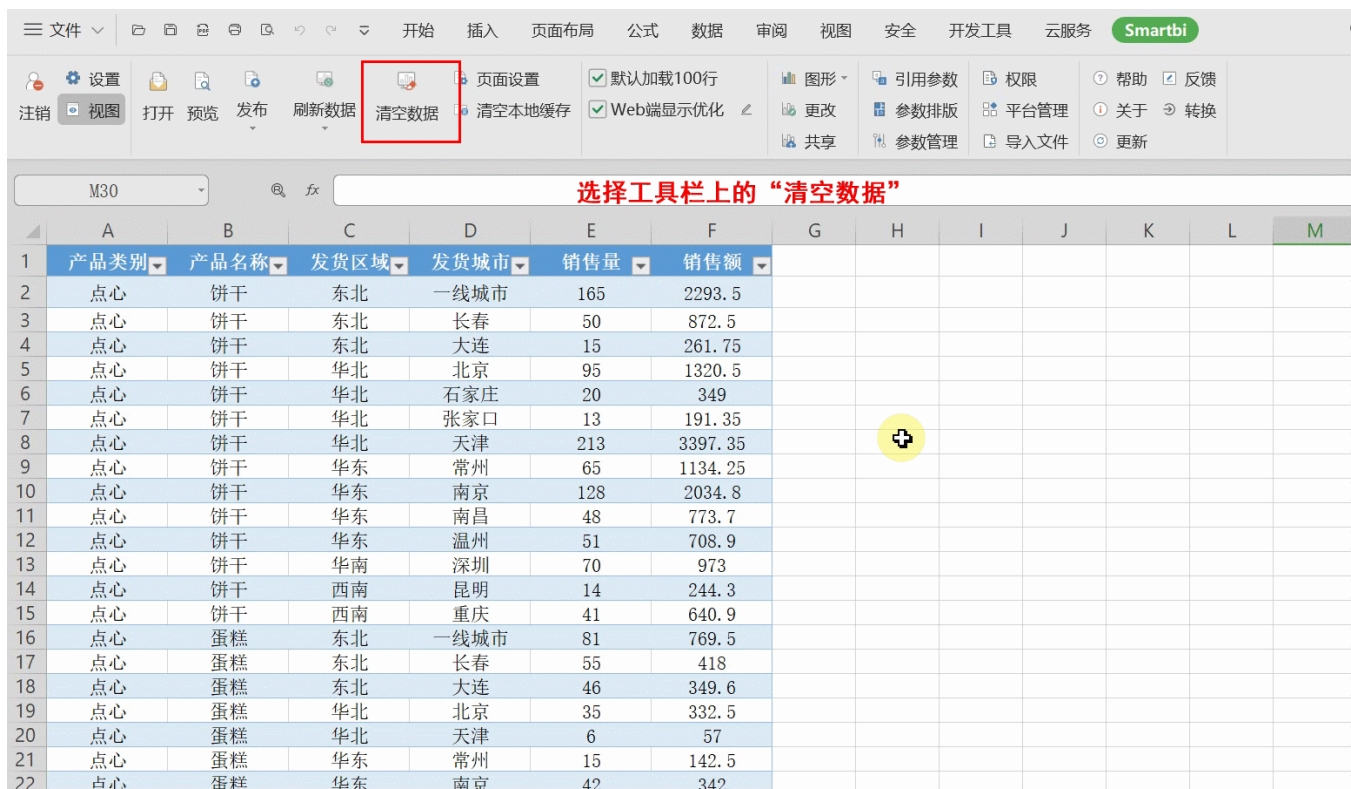 文件 开始 插入 页面布局 公式 数据 审阅 视图 安全 开发工具 云服务 Smartbi
设置 页面设置 默认加载100行 图形 引用参数 权限 帮助 反馈
注销 视图 打开 预览 发布 刷新数据 清空数据 清空本地缓存 Web端显示优化 更改 参数排版 平台管理 关于 转换
共享 参数管理 导入文件 更新
M30 fx 选择工具栏上的“清空数据”
A B C D E F G H I J K L M
1 产品类别 产品名称 发货区域 发货城市 销售量 销售额
2 点心 饼干 东北 一线城市 165 2293.5
3 点心 饼干 东北 长春 50 872.5
4 点心 饼干 东北 大连 15 261.75
5 点心 饼干 华北 北京 95 1320.5
6 点心 饼干 华北 石家庄 20 349
7 点心 饼干 华北 张家口 13 191.35
8 点心 饼干 华北 天津 213 3397.35
9 点心 饼干 华东 常州 65 1134.25
10 点心 饼干 华东 南京 128 2034.8
11 点心 饼干 华东 南昌 48 773.7
12 点心 饼干 华东 温州 51 708.9
13 点心 饼干 华南 深圳 70 973
14 点心 饼干 西南 昆明 14 244.3
15 点心 饼干 西南 重庆 41 640.9
16 点心 蛋糕 东北 一线城市 81 769.5
17 点心 蛋糕 东北 长春 55 418
18 点心 蛋糕 东北 大连 46 349.6
19 点心 蛋糕 华北 北京 35 332.5
20 点心 蛋糕 华北 天津 6 57
21 点心 蛋糕 华东 常州 15 142.5
22 点心 蛋糕 华东 南京 42 342